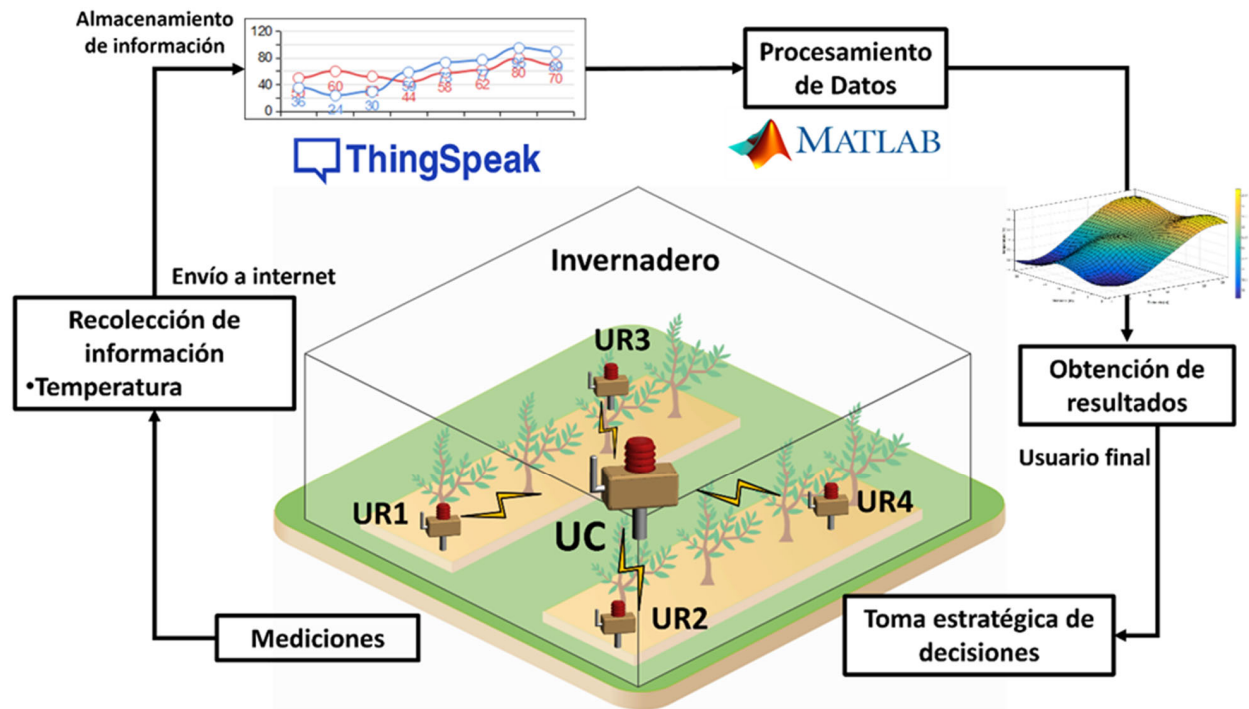 Almacenamiento
de información
120
80
40
0
36
60
24
30
44
58
62
80
70
ThingSpeak
Procesamiento
de Datos
MATLAB
Invernadero
Envío a internet
Recolección de
información
•Temperatura
Obtención de
resultados
Usuario final
UR3
UR1
UC
UR4
UR2
Mediciones
Toma estratégica de
decisiones